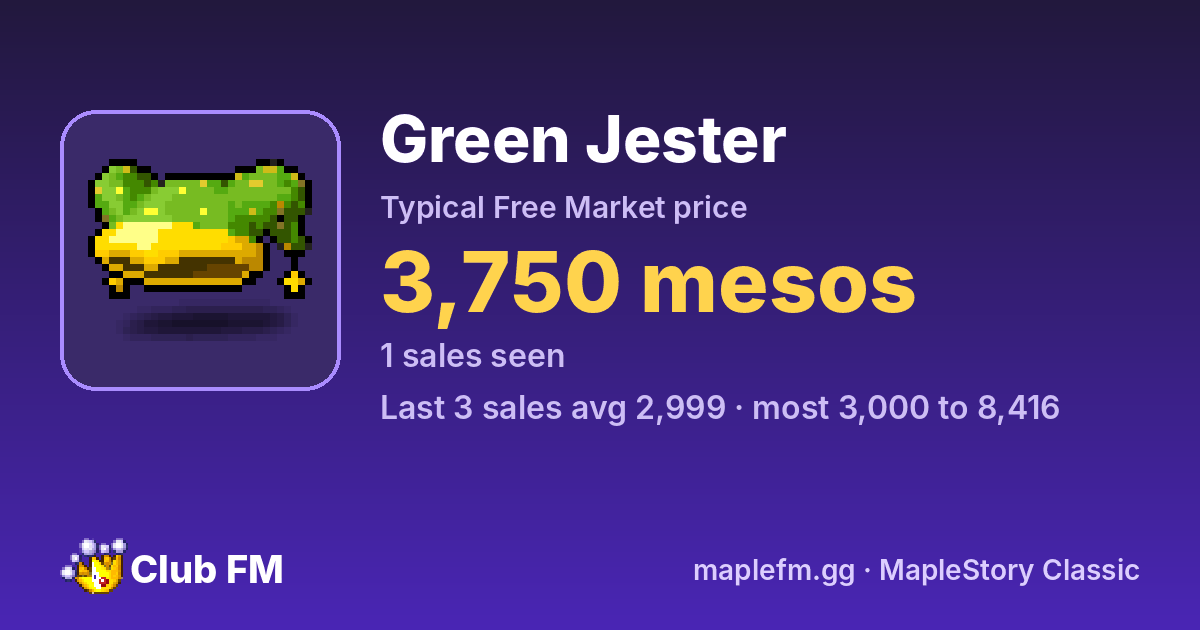 Green Jester
Typical Free Market price
3,750 mesos
1 sales seen
Last 3 sales avg 2,999 · most 3,000 to 8,416
Club FM
maplefm.gg · MapleStory Classic